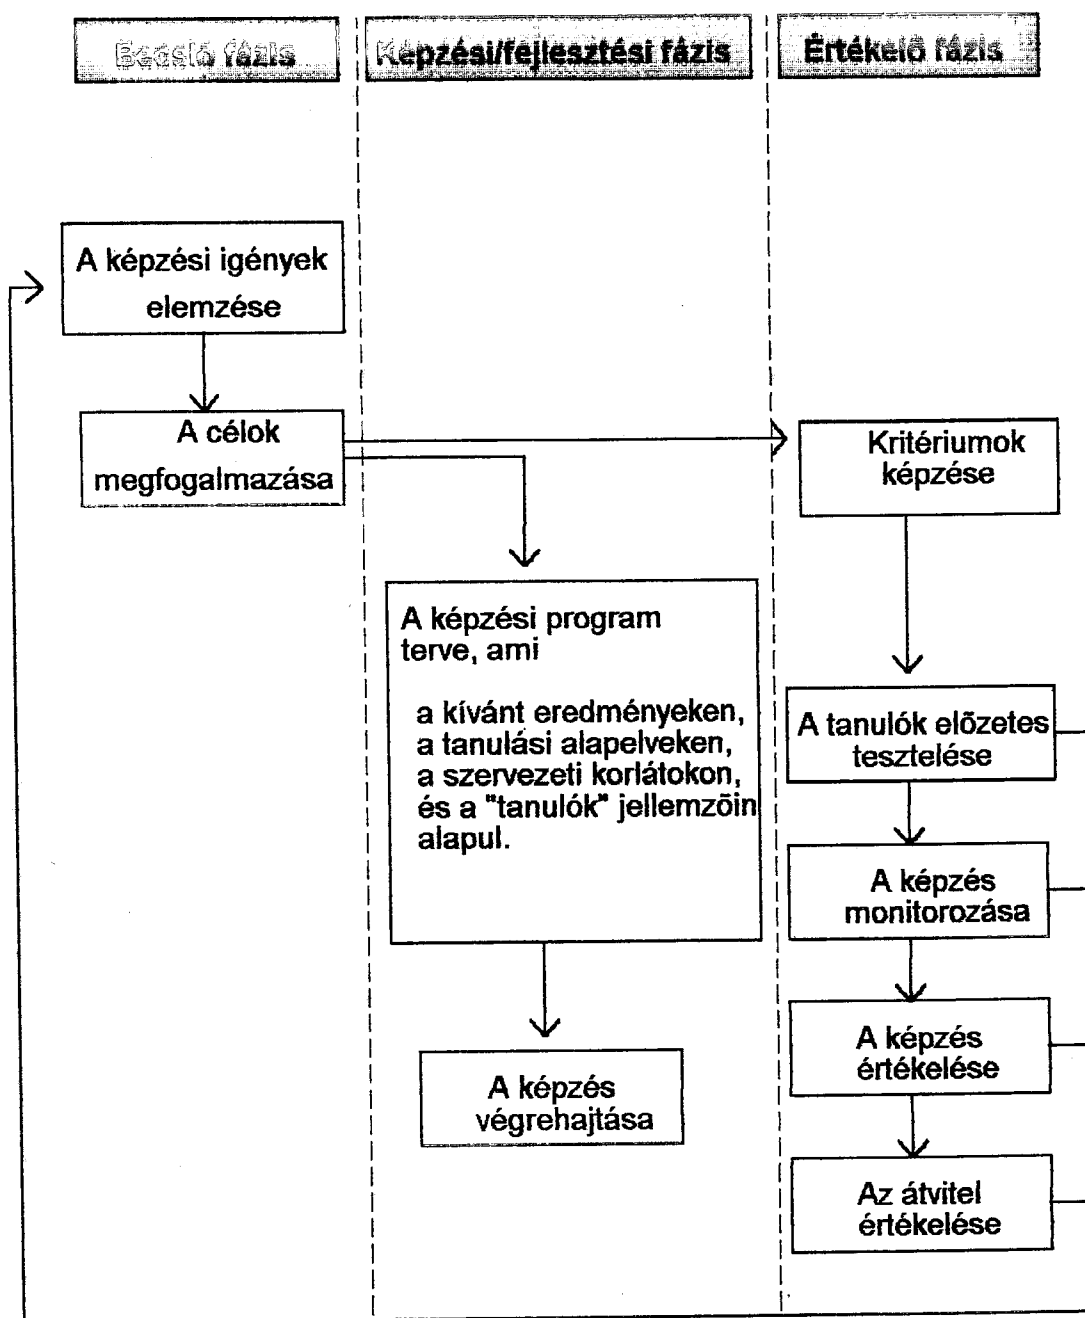 Becslő fázis
Képzési/fejlesztési fázis
Értékelő fázis
A képzési igények
elemzése
A célok
megfogalmazása
Kritériumok
képzése
A képzési program
terve, ami
a kívánt eredményeken,
a tanulási alapelveken,
a szervezeti korlátokon,
és a "tanulók" jellemzõin
alapul.
A képzés
végrehajtása
A tanulók elõzetes
tesztelése
A képzés
monitorozása
A képzés
értékelése
Az átvitel
értékelése